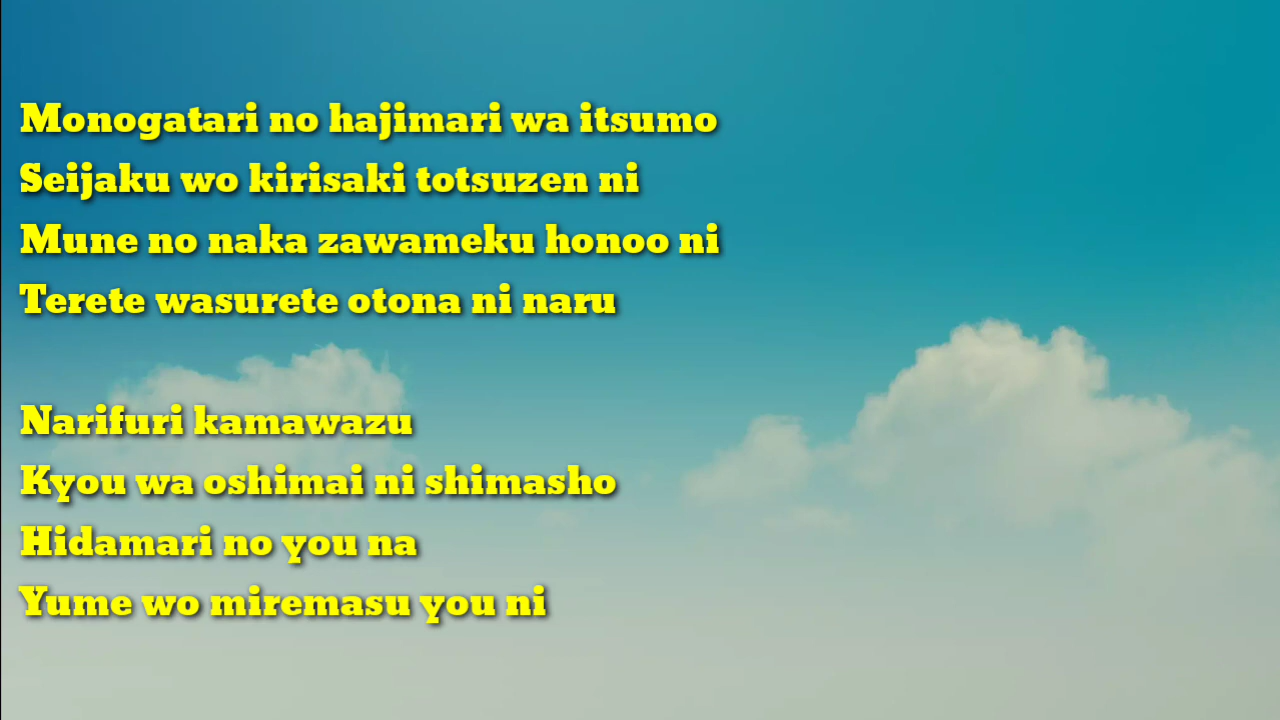 Monogatari no hajimari wa itsumo
Seijaku wo kirisaki totsuzen ni
Mune no naka zawameku honoo ni
Terete wasurete otona ni naru
Narifuri kamawazu
Kyou wa oshimai ni shimasho
Hidamari no you na
Yume wo miremasu you ni